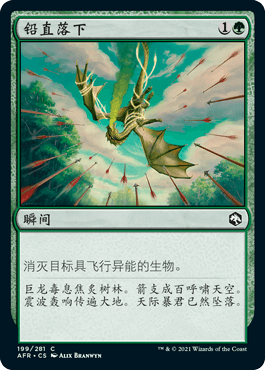 铅直落下 1
瞬间
消灭目标具飞行异能的生物。
巨龙毒息焦炙树林。箭支成百呼啸天空。
震波轰响传遍大地。天际暴君已然坠落。
199/281 C
AFR • CS ALIX BRANWYN
™ & © 2021 Wizards of the Coast